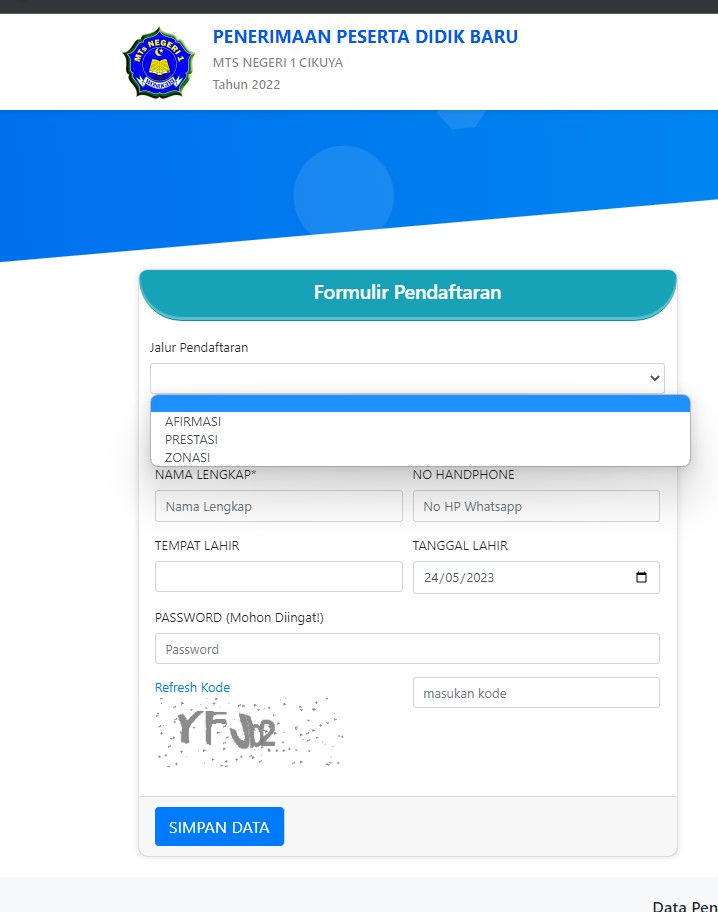 PENERIMAAN PESERTA DIDIK BARU
MTS NEGERI 1 CIKUYA
Tahun 2022
MTs NEGERI 1
Formulir Pendaftaran
Jalur Pendaftaran
AFIRMASI
PRESTASI
ZONASI
NAMA LENGKAP* NO HANDPHONE
Nama Lengkap No HP Whatsapp
TEMPAT LAHIR TANGGAL LAHIR
24/05/2023
PASSWORD (Mohon Diingat!)
Password
Refresh Kode
masukan kode
SIMPAN DATA
Data Pen